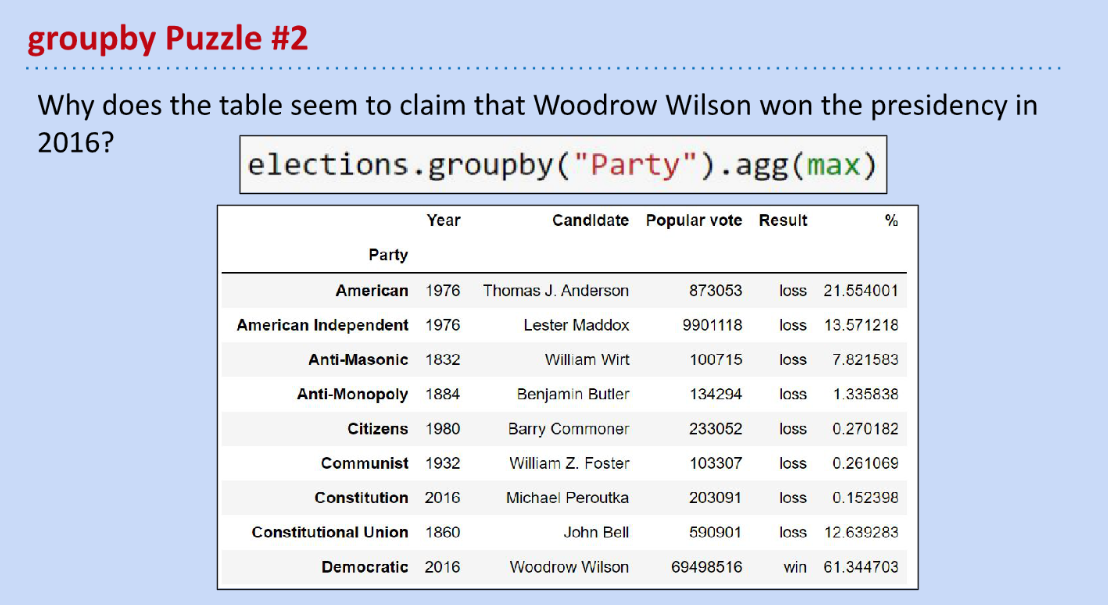 groupby Puzzle #2
Why does the table seem to claim that Woodrow Wilson won the presidency in
2016?
elections.groupby("Party").agg(max)
Year Candidate Popular vote Result %
Party
American 1976 Thomas J. Anderson 873053 loss 21.554001
American Independent 1976 Lester Maddox 9901118 loss 13.571218
Anti-Masonic 1832 William Wirt 100715 loss 7.821583
Anti-Monopoly 1884 Benjamin Butler 134294 loss 1.335838
Citizens 1980 Barry Commoner 233052 loss 0.270182
Communist 1932 William Z. Foster 103307 loss 0.261069
Constitution 2016 Michael Peroutka 203091 loss 0.152398
Constitutional Union 1860 John Bell 590901 loss 12.639283
Democratic 2016 Woodrow Wilson 69498516 win 61.344703